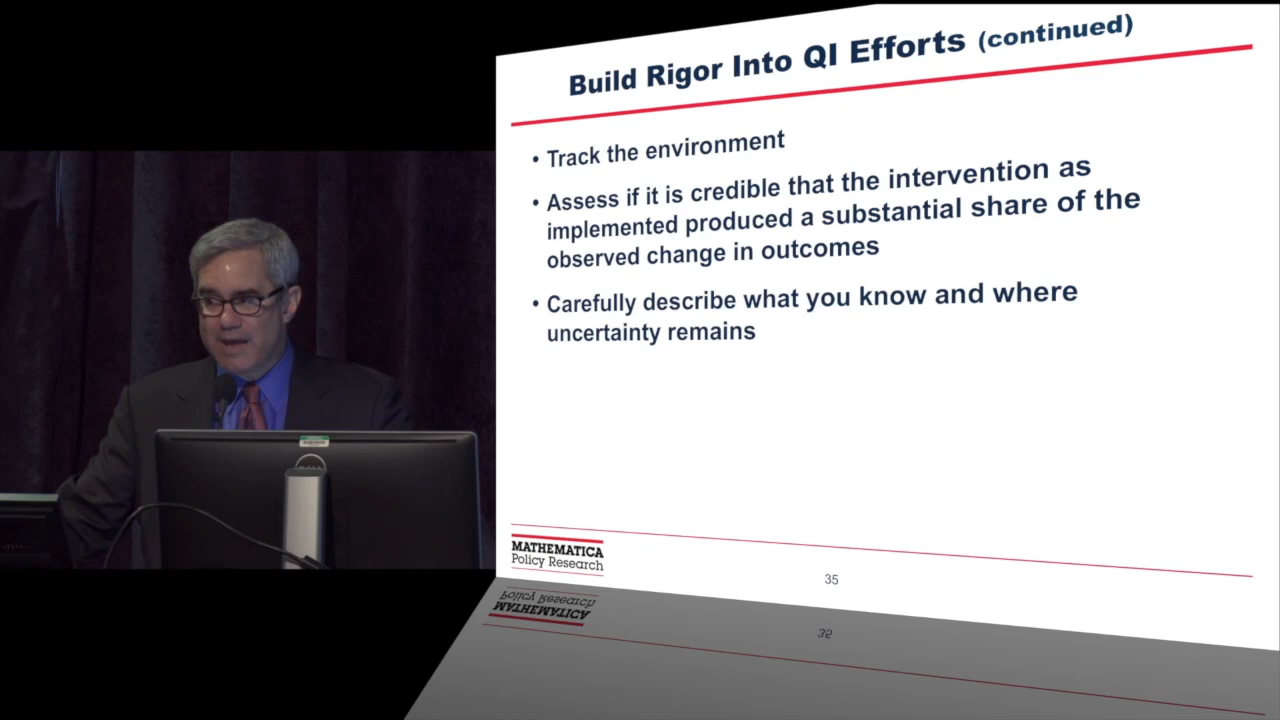 Build Rigor Into QI Efforts (continued)
• Track the environment
• Assess if it is credible that the intervention as
implemented produced a substantial share of the
observed change in outcomes
• Carefully describe what you know and where
uncertainty remains
MATHEMATICA
Policy Research
35